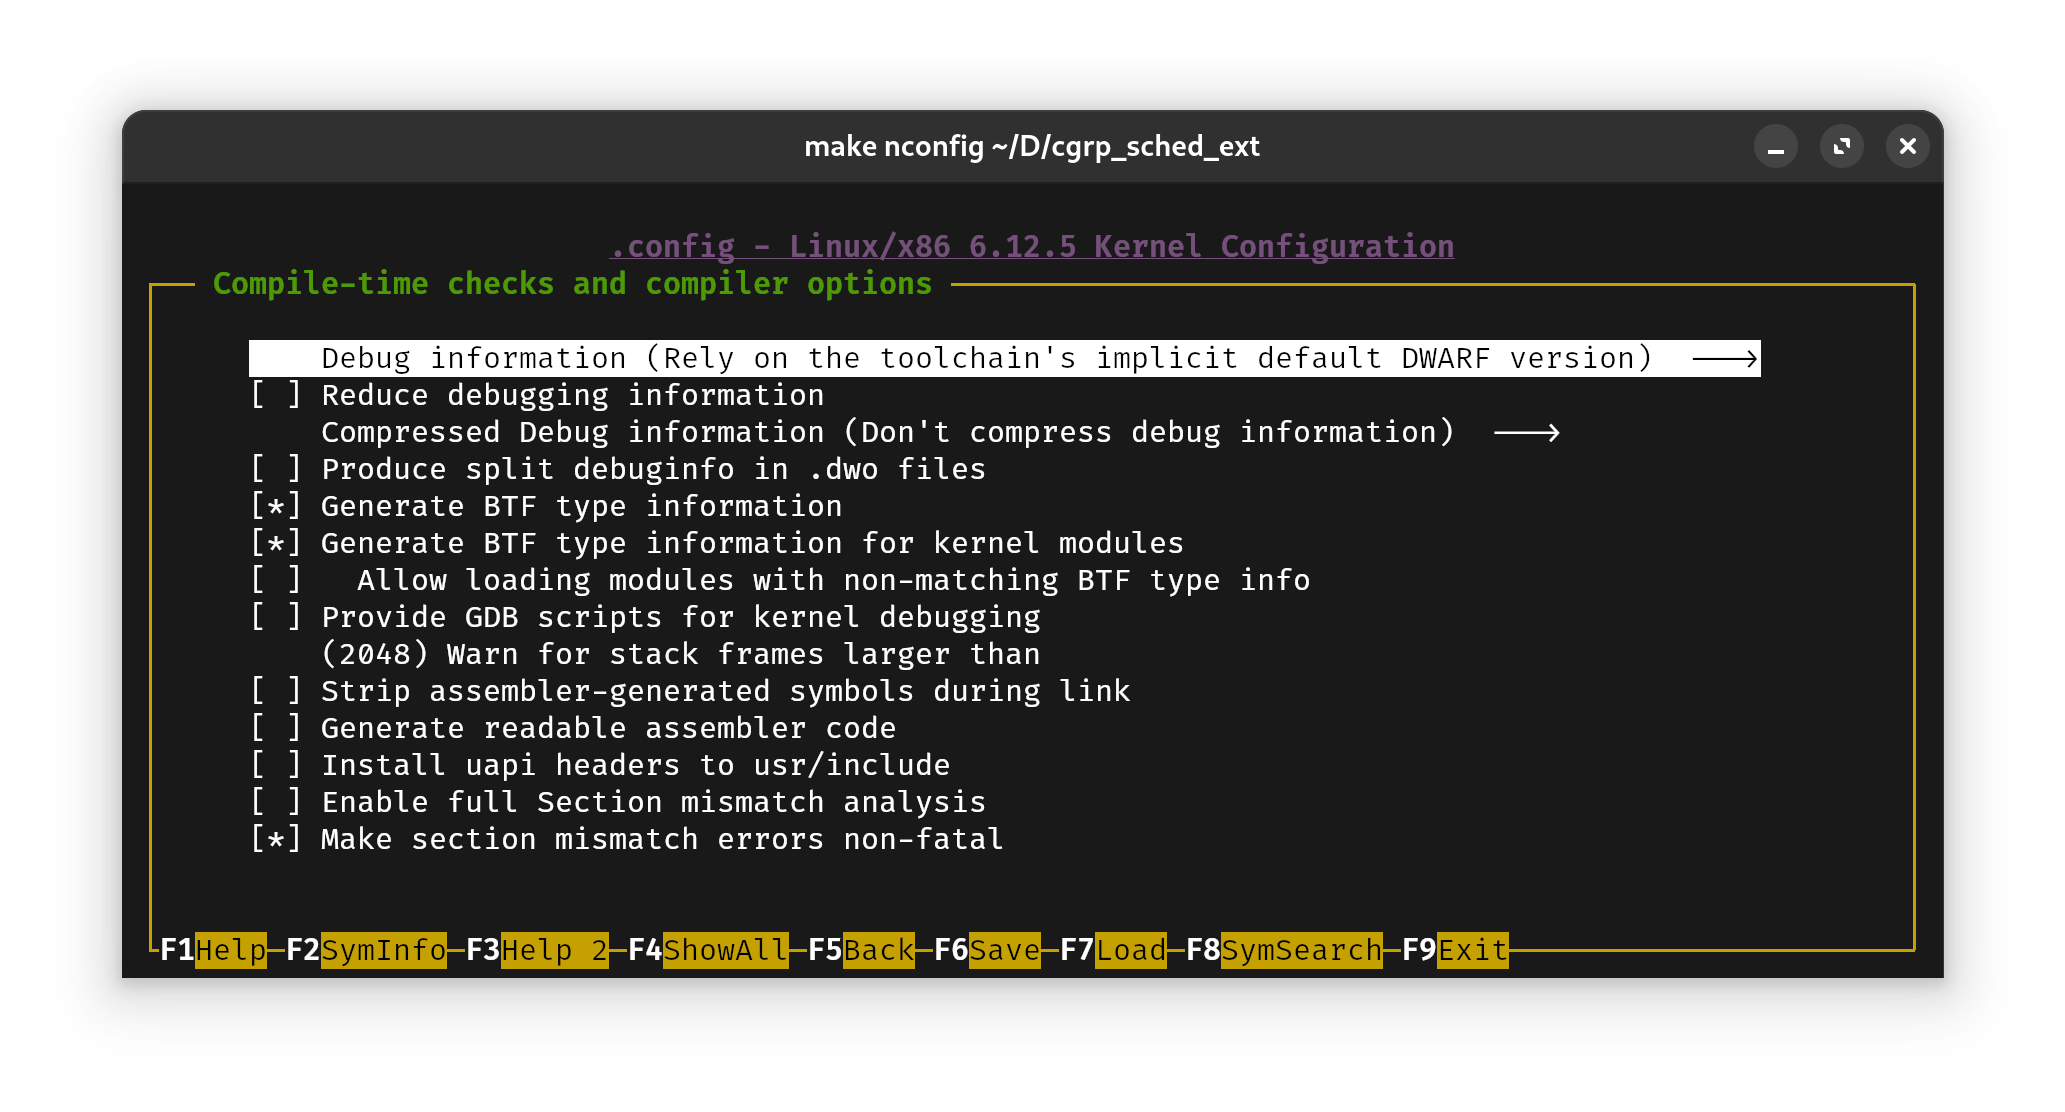 make nconfig ~/D/cgrp_sched_ext
.config - Linux/x86 6.12.5 Kernel Configuration
Compile-time checks and compiler options
Debug information (Rely on the toolchain's implicit default DWARF version)  --->
[ ] Reduce debugging information
Compressed Debug information (Don't compress debug information)  --->
[ ] Produce split debuginfo in .dwo files
[*] Generate BTF type information
[*] Generate BTF type information for kernel modules
[ ]   Allow loading modules with non-matching BTF type info
[ ] Provide GDB scripts for kernel debugging
(2048) Warn for stack frames larger than
[ ] Strip assembler-generated symbols during link
[ ] Generate readable assembler code
[ ] Install uapi headers to usr/include
[ ] Enable full Section mismatch analysis
[*] Make section mismatch errors non-fatal
F1Help-F2SymInfo-F3Help 2-F4ShowAll-F5Back-F6Save-F7Load-F8SymSearch-F9Exit